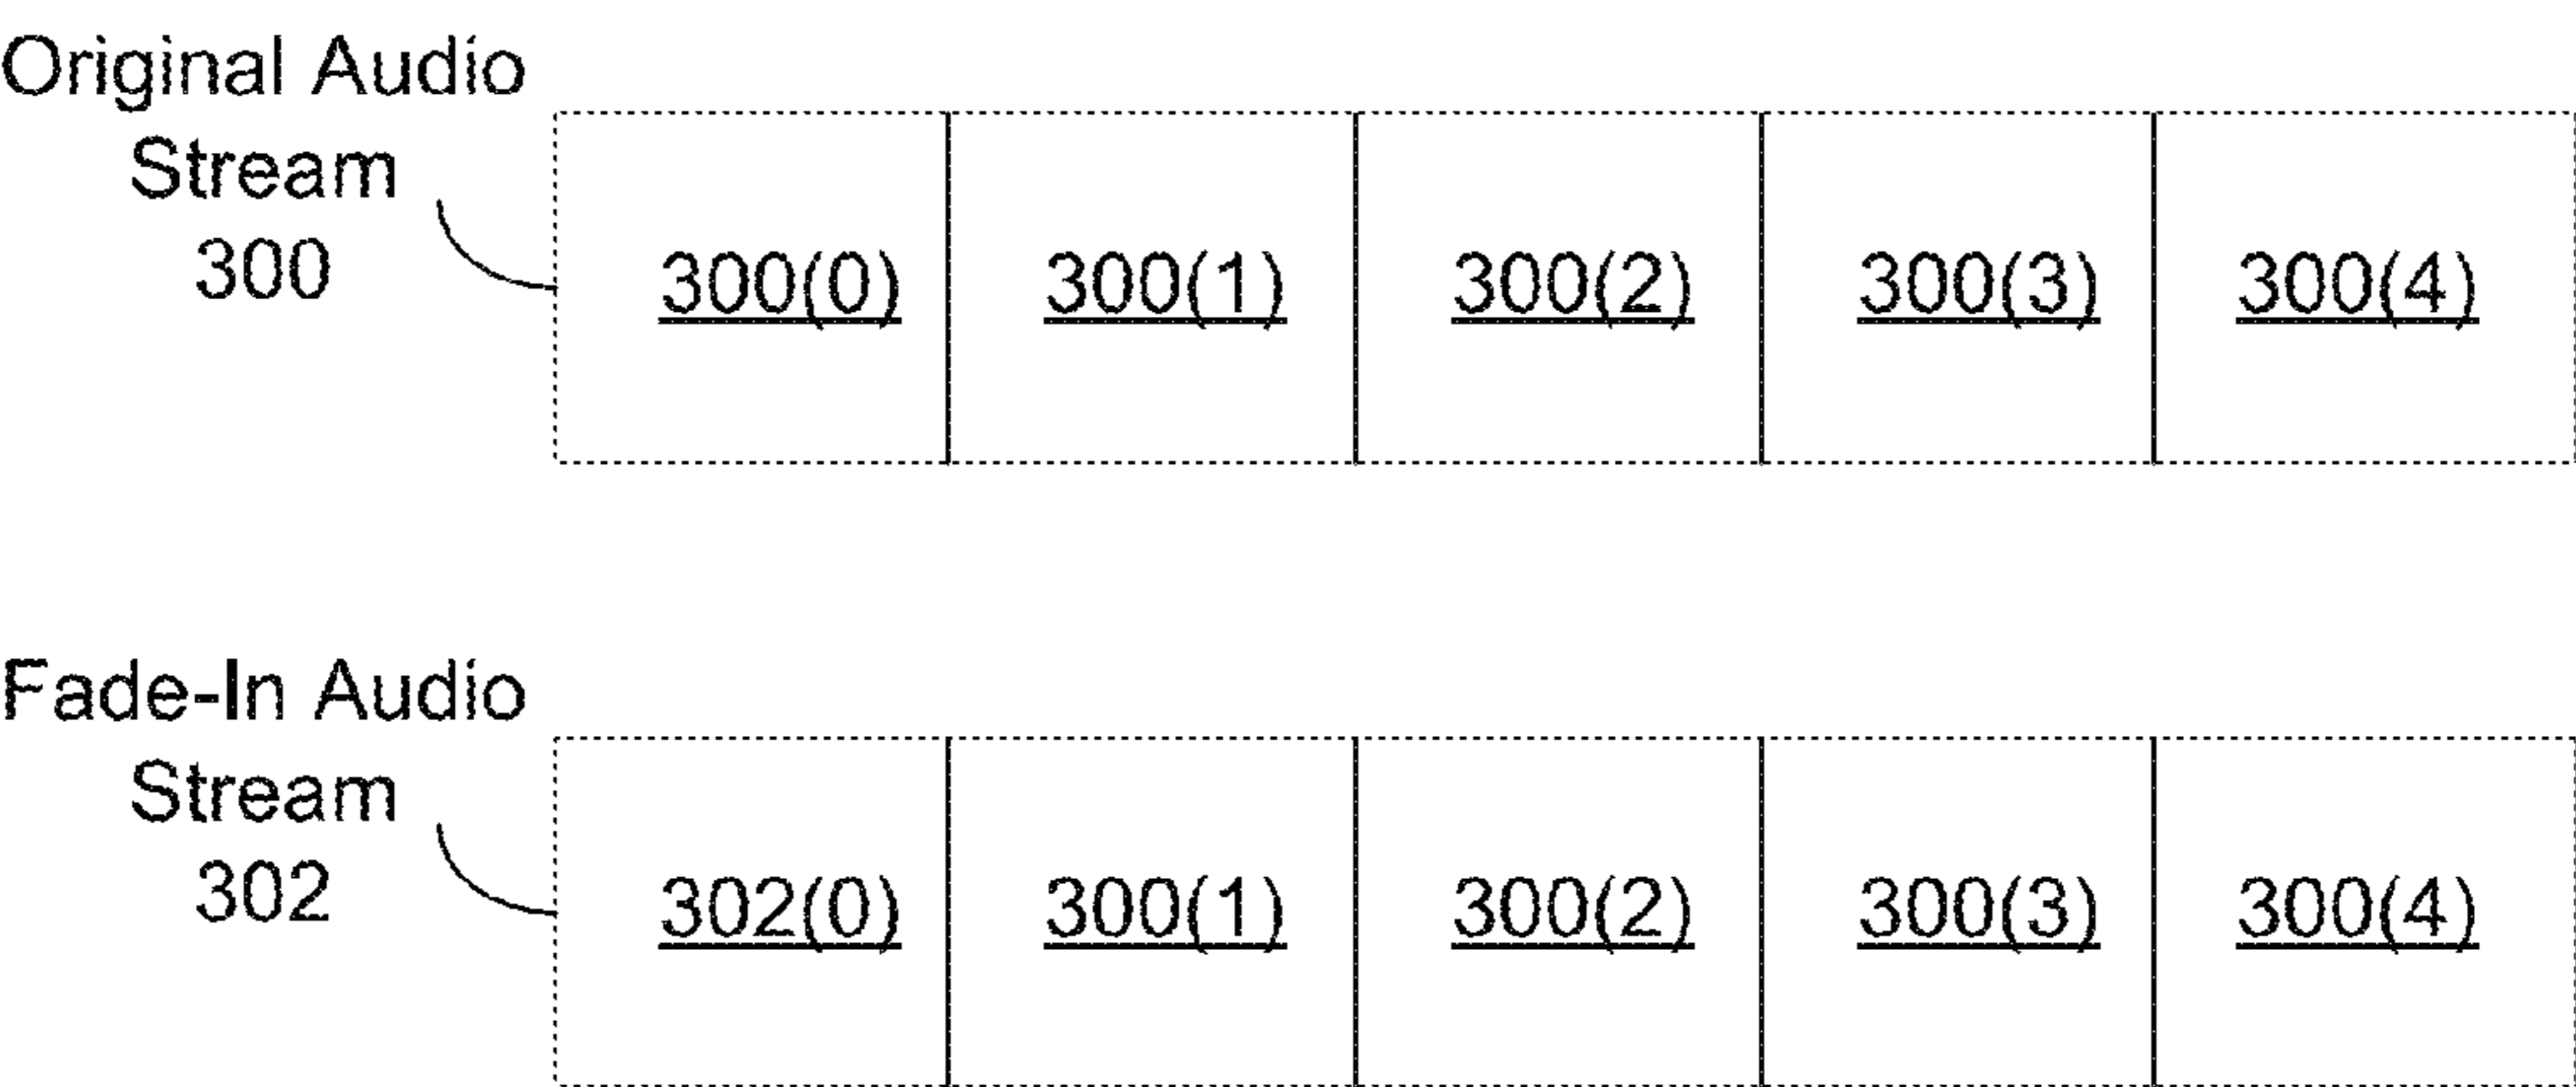 Original Audio
Stream
300
300(0) 300(1) 300(2) 300(3) 300(4)
Fade-In Audio
Stream
302
302(0) 300(1) 300(2) 300(3) 300(4)